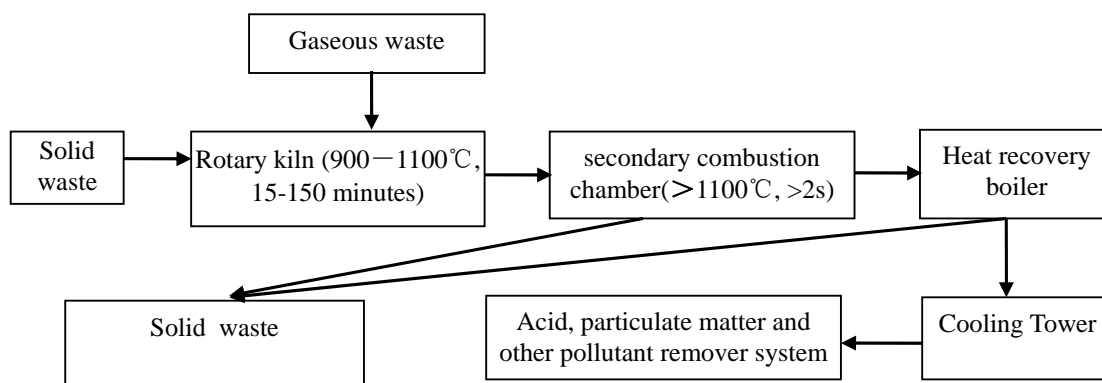 Gaseous waste
Solid
waste
Rotary kiln (900－1100℃,
15-150 minutes)
secondary combustion
chamber(＞1100℃, >2s)
Heat recovery
boiler
Solid waste
Acid, particulate matter and
other pollutant remover system
Cooling Tower